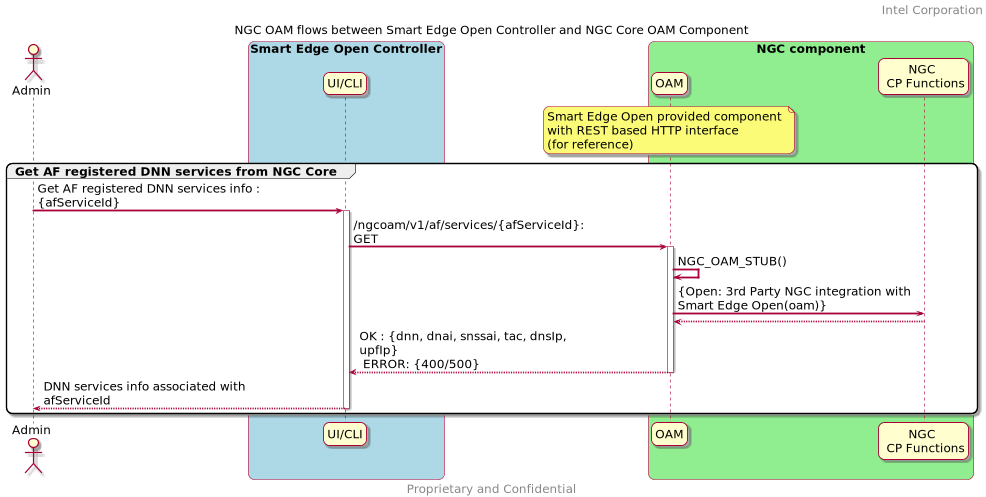 Intel Corporation
NGC OAM flows between Smart Edge Open Controller and NGC Core OAM Component
Smart Edge Open Controller
NGC component
Admin
UI/CLI
OAM
NGC
CP Functions
Smart Edge Open provided component
with REST based HTTP interface
(for reference)
Get AF registered DNN services from NGC Core
Get AF registered DNN services info :
{afServiceId}
/ngcoam/v1/af/services/{afServiceId}:
GET
NGC_OAM_STUB()
{Open: 3rd Party NGC integration with
Smart Edge Open(oam)}
OK : {dnn, dnai, snssai, tac, dnsIp,
upfIp}
ERROR: {400/500}
DNN services info associated with
afServiceId
Admin
UI/CLI
OAM
NGC
CP Functions
Proprietary and Confidential